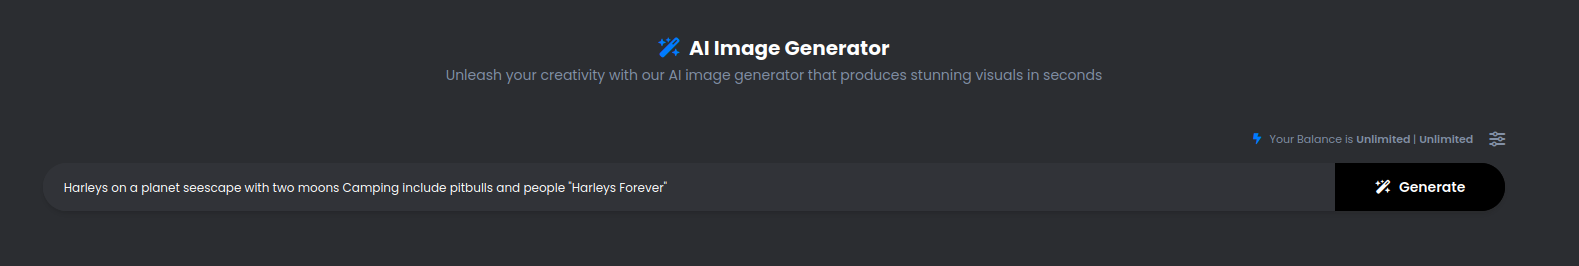 AI Image Generator
Unleash your creativity with our AI image generator that produces stunning visuals in seconds
Your Balance is Unlimited | Unlimited
Harleys on a planet seescape with two moons Camping include pitbulls and people "Harleys Forever"
Generate